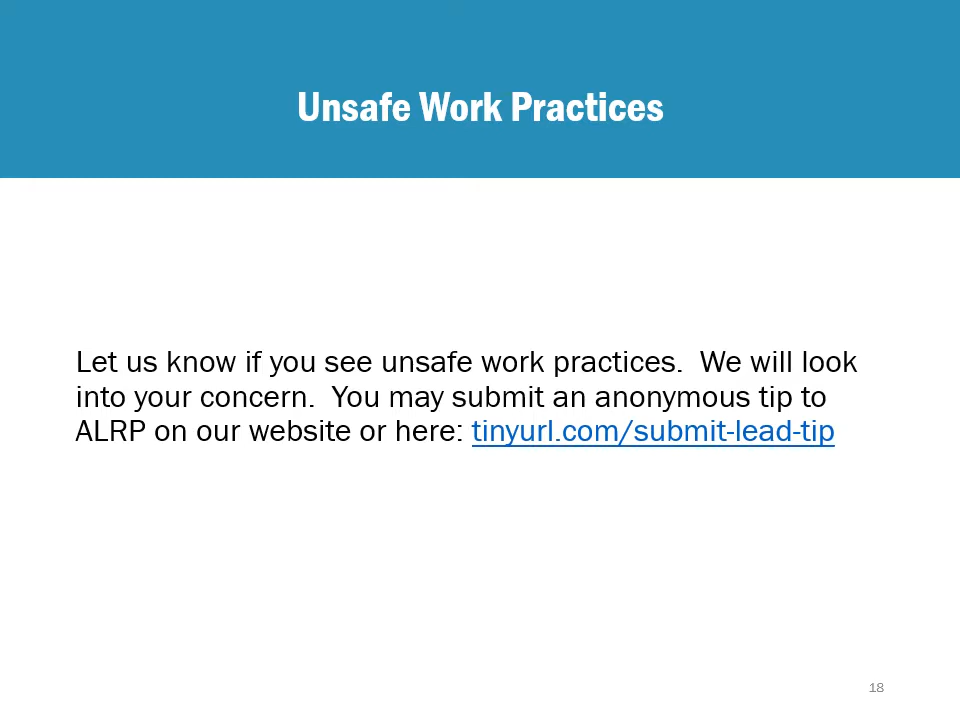 Unsafe Work Practices
Let us know if you see unsafe work practices.  We will look
into your concern.  You may submit an anonymous tip to
ALRP on our website or here: tinyurl.com/submit-lead-tip
18